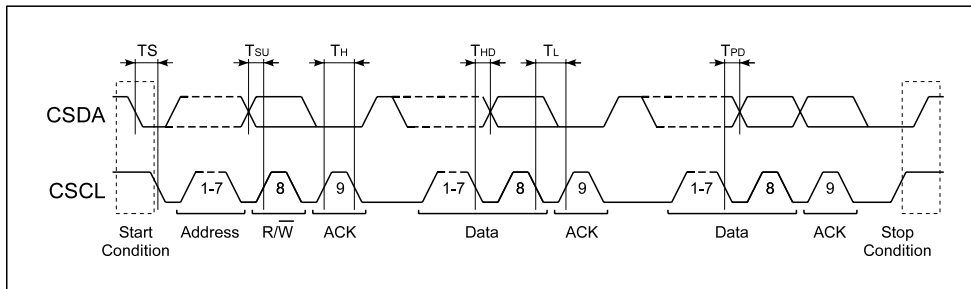 TS TSU TH THD TL TPD
CSDA
CSCL 1-7 8 9 1-7 8 9 1-7 8 9
Start Condition Address R/W̅ ACK Data ACK Data ACK Stop Condition